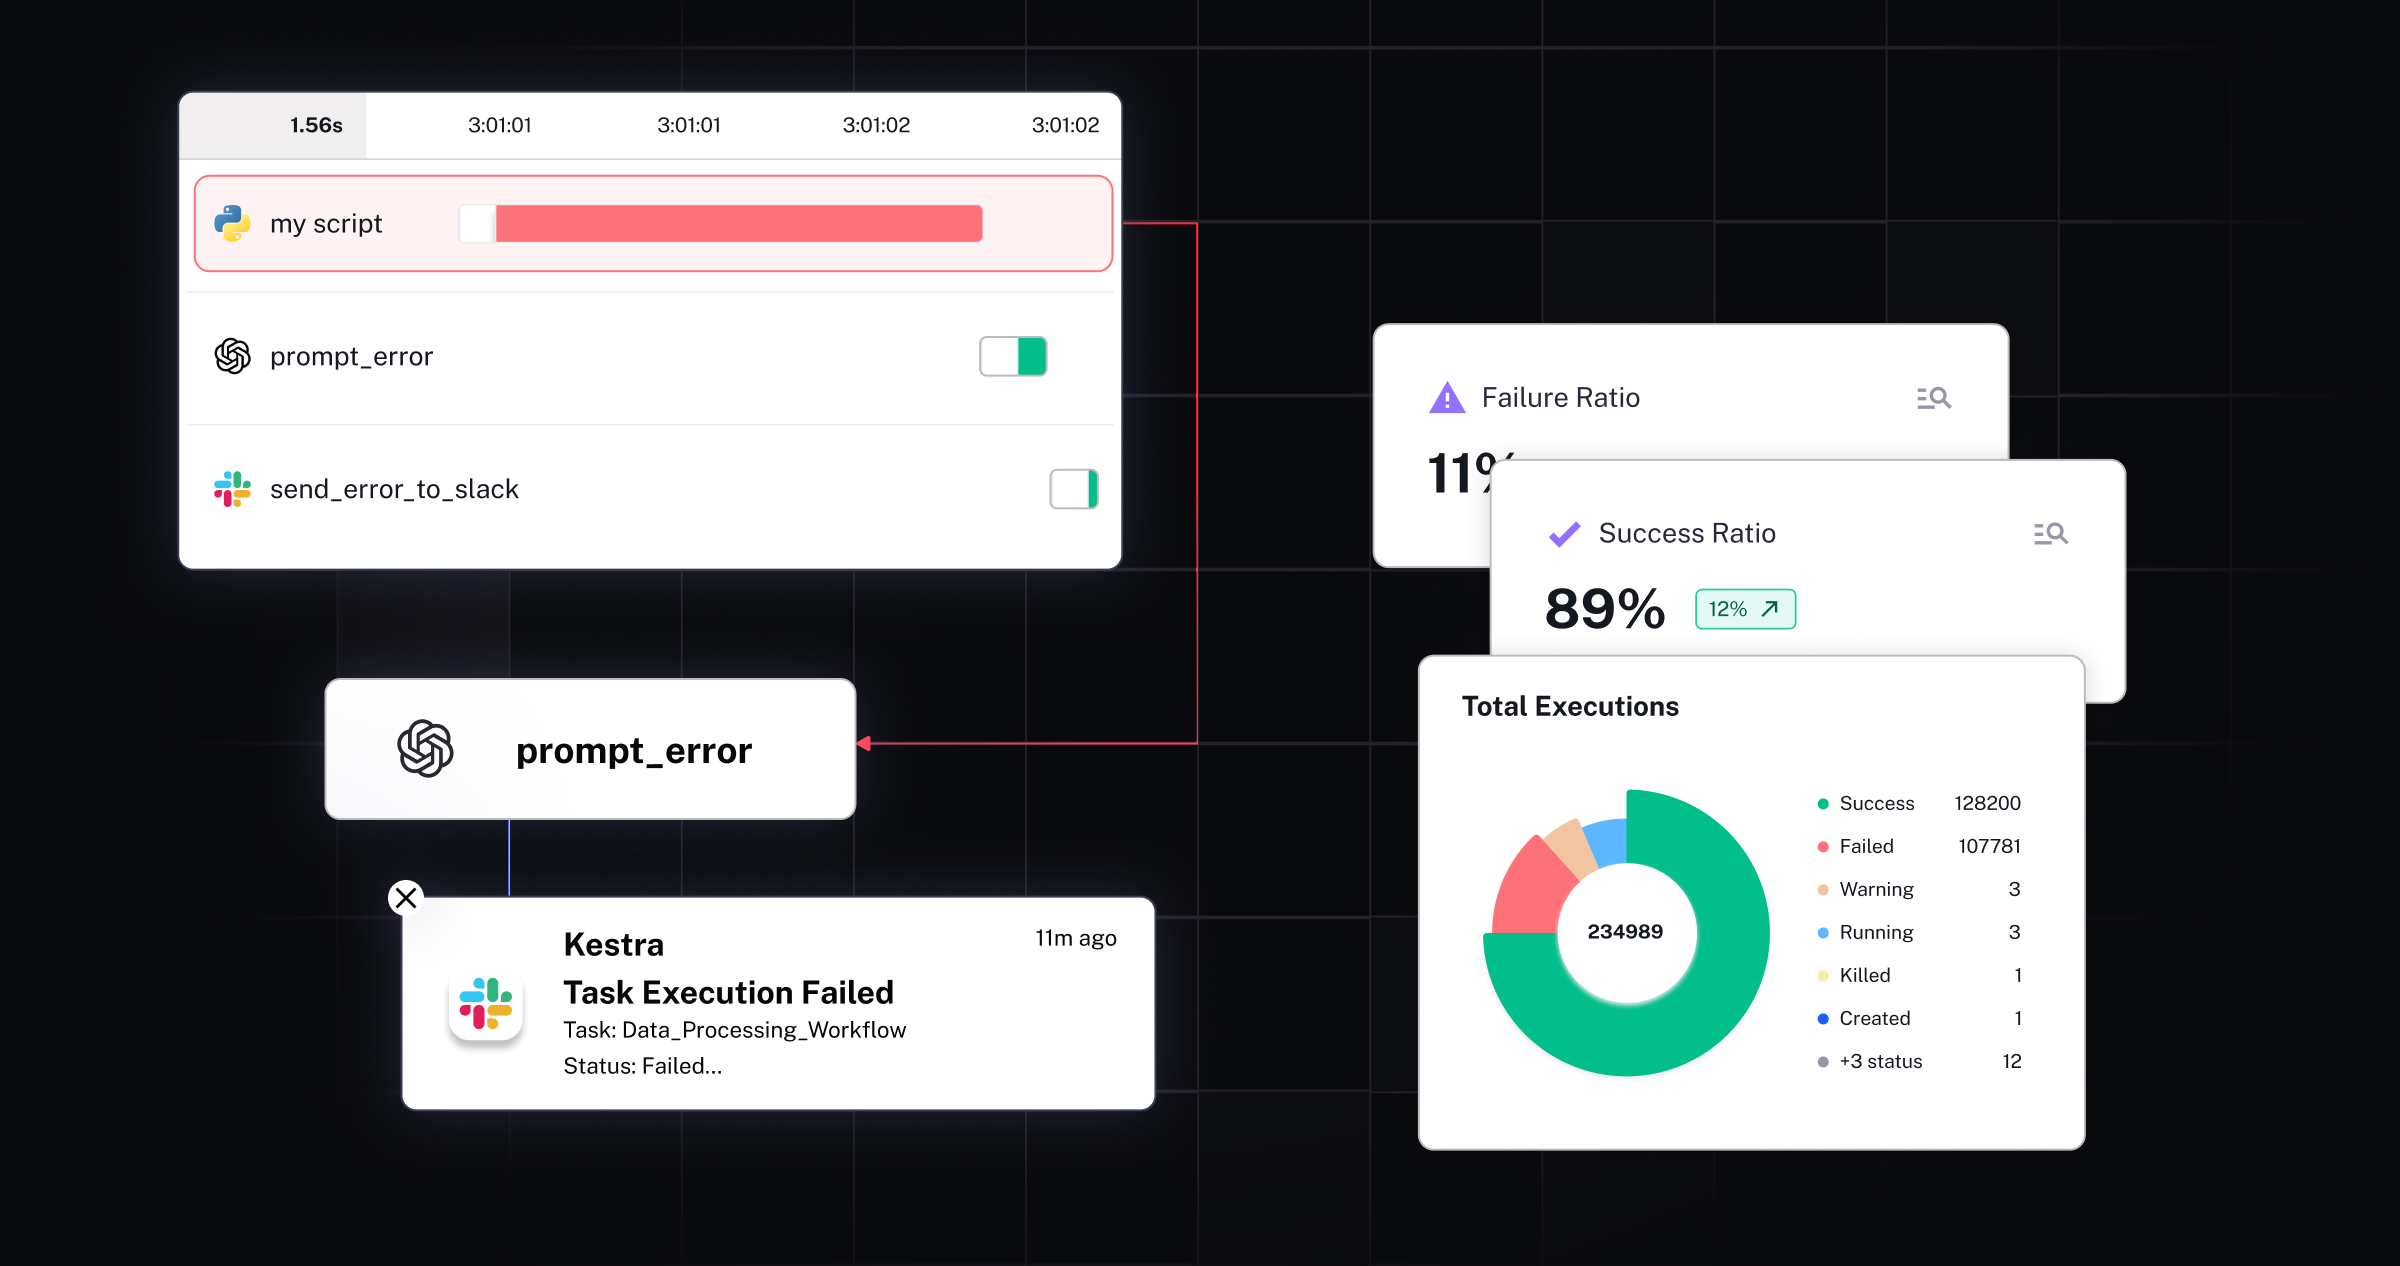 1.56s 3:01:01 3:01:01 3:01:02 3:01:02
my script
prompt_error
send_error_to_slack
prompt_error
Kestra 11m ago
Task Execution Failed
Task: Data_Processing_Workflow
Status: Failed...
Failure Ratio
11%
Success Ratio
89% 12%
Total Executions
234989
Success 128200
Failed 107781
Warning 3
Running 3
Killed 1
Created 1
+3 status 12